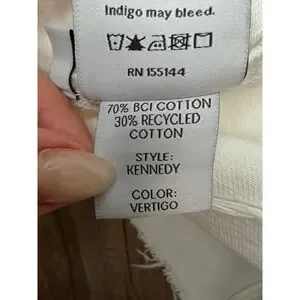 Indigo may bleed.
RN 155144
70% BCI COTTON
30% RECYCLED
COTTON
STYLE:
KENNEDY
COLOR:
VERTIGO